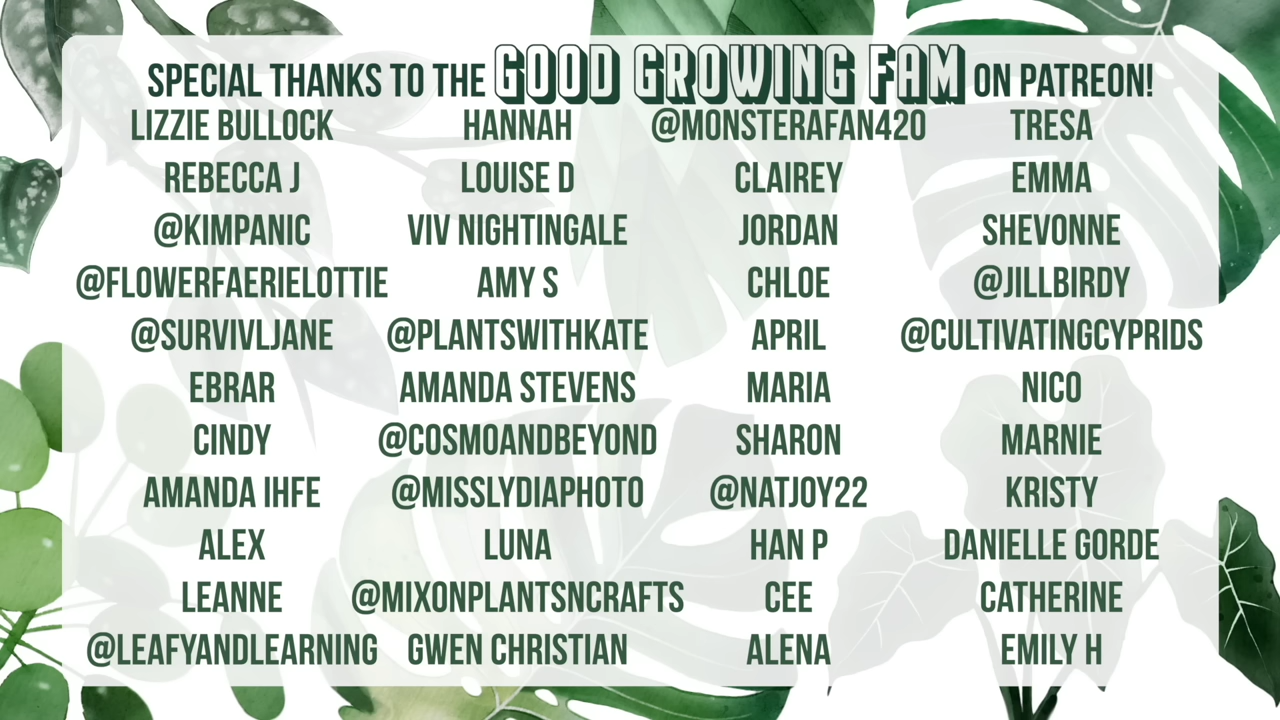 SPECIAL THANKS TO THE GOOD GROWING FAM ON PATREON!
LIZZIE BULLOCK HANNAH @MONSTERAFAN420 TRESA
REBECCA J LOUISE D CLAIREY EMMA
@KIMPANIC VIV NIGHTINGALE JORDAN SHEVONNE
@FLOWERFAERIELOTTIE AMY S CHLOE @JILLBIRDY
@SURVIVLJANE @PLANTSWITHKATE APRIL @CULTIVATINGCYPRIDS
EBRAR AMANDA STEVENS MARIA NICO
CINDY @COSMOANDBEYOND SHARON MARNIE
AMANDA IHFE @MISSLYDIAPHOTO @NATJOY22 KRISTY
ALEX LUNA HAN P DANIELLE GORDE
LEANNE @MIXONPLANTSNCRAFTS CEE CATHERINE
@LEAFYANDLEARNING GWEN CHRISTIAN ALENA EMILY H